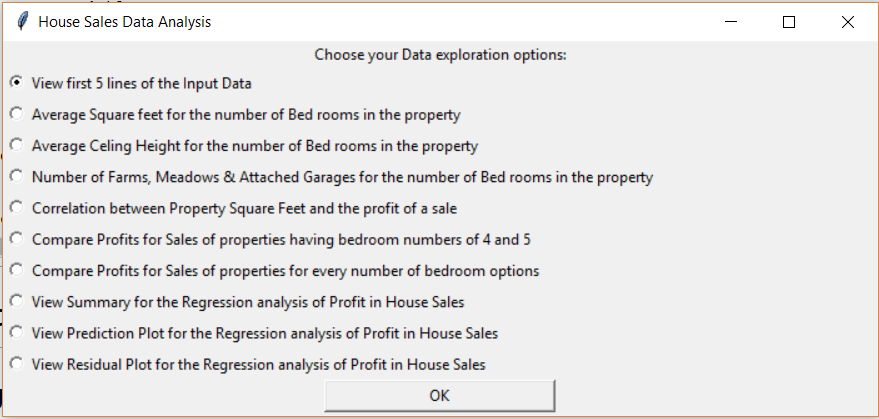 House Sales Data Analysis
Choose your Data exploration options:
View first 5 lines of the Input Data
Average Square feet for the number of Bed rooms in the property
Average Celing Height for the number of Bed rooms in the property
Number of Farms, Meadows & Attached Garages for the number of Bed rooms in the property
Correlation between Property Square Feet and the profit of a sale
Compare Profits for Sales of properties having bedroom numbers of 4 and 5
Compare Profits for Sales of properties for every number of bedroom options
View Summary for the Regression analysis of Profit in House Sales
View Prediction Plot for the Regression analysis of Profit in House Sales
View Residual Plot for the Regression analysis of Profit in House Sales
OK